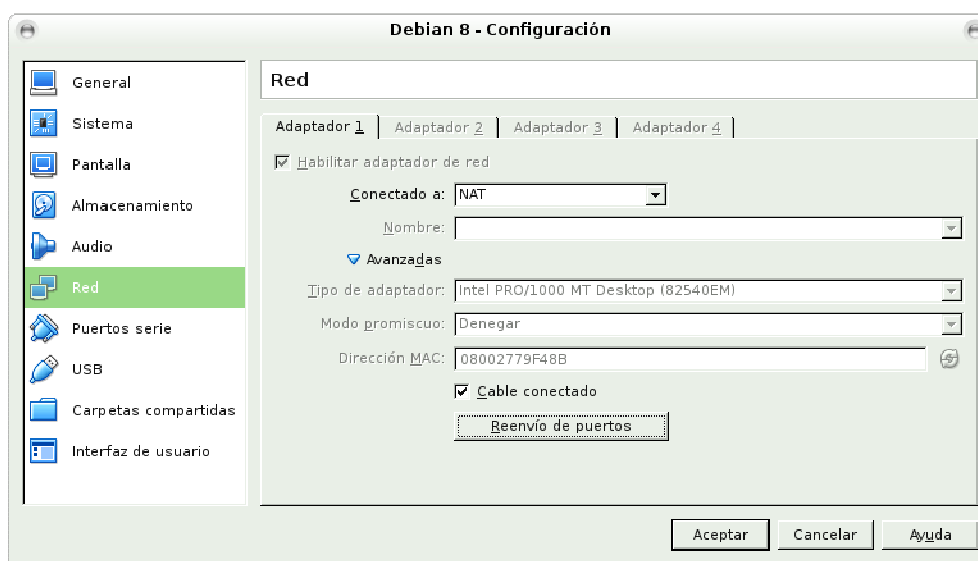 Debian 8 - Configuración
General
Sistema
Pantalla
Almacenamiento
Audio
Red
Puertos serie
USB
Carpetas compartidas
Interfaz de usuario
Red
Adaptador 1 Adaptador 2 Adaptador 3 Adaptador 4
Habilitar adaptador de red
Conectado a: NAT
Nombre:
Avanzadas
Tipo de adaptador: Intel PRO/1000 MT Desktop (82540EM)
Modo promiscuo: Denegar
Dirección MAC: 08002779F48B
Cable conectado
Reenvío de puertos
Aceptar Cancelar Ayuda